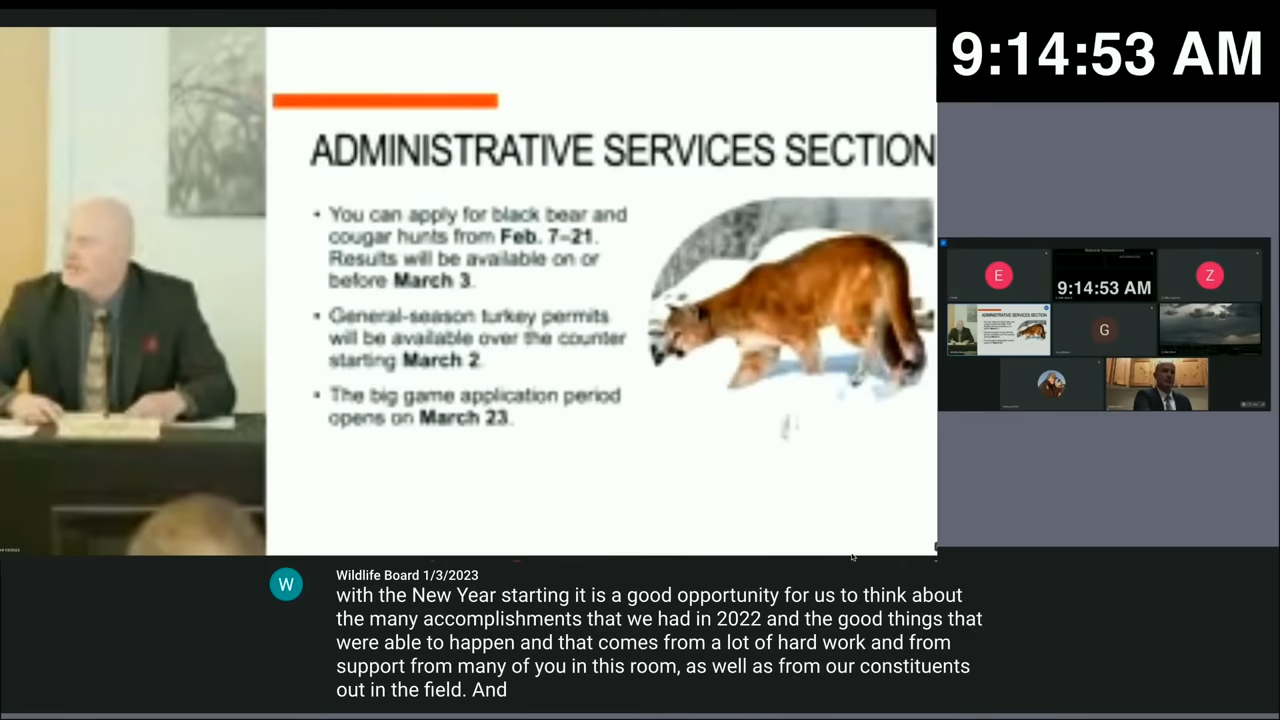 9:14:53 AM
ADMINISTRATIVE SERVICES SECTION
• You can apply for black bear and
cougar hunts from Feb. 7–21.
Results will be available on or
before March 3.
• General-season turkey permits
will be available over the counter
starting March 2.
• The big game application period
opens on March 23.
E
9:14:53 AM
Z
ADMINISTRATIVE SERVICES SECTION
G
W
Wildlife Board 1/3/2023
with the New Year starting it is a good opportunity for us to think about
the many accomplishments that we had in 2022 and the good things that
were able to happen and that comes from a lot of hard work and from
support from many of you in this room, as well as from our constituents
out in the field. And